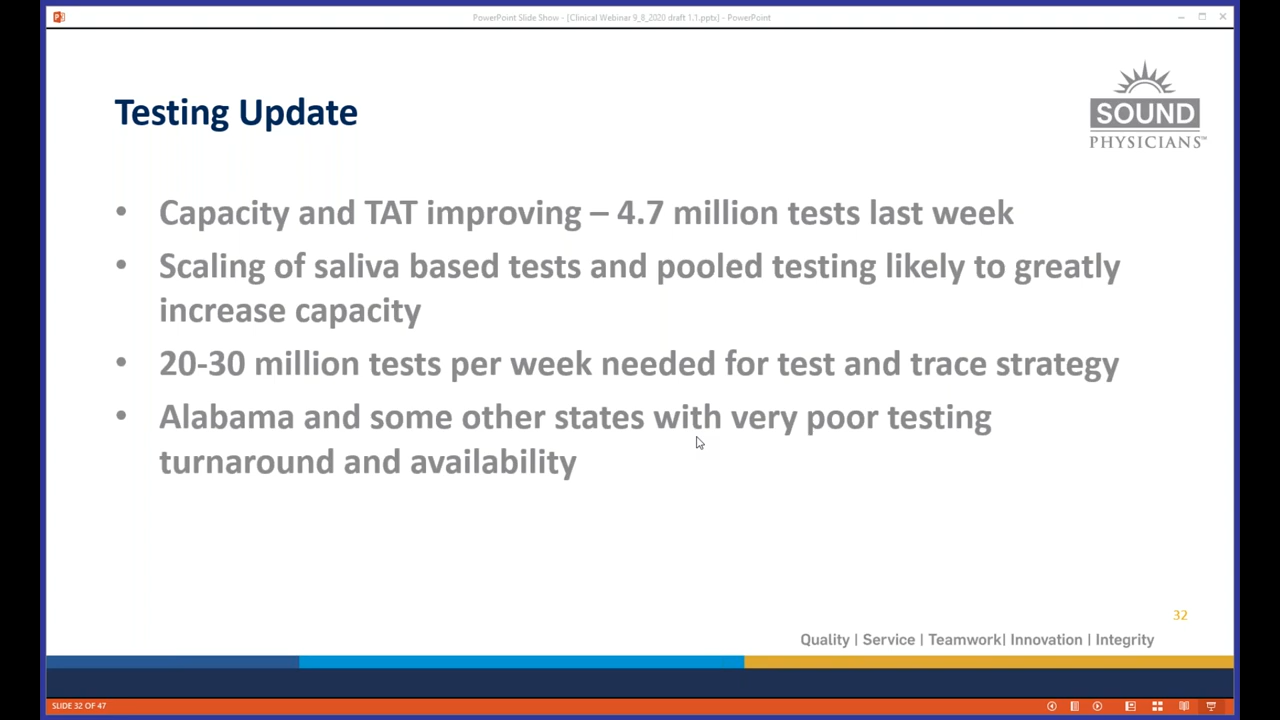 PowerPoint Slide Show - [Clinical Webinar 9_8_2020 draft 1.1.pptx] - PowerPoint
Testing Update
SOUND
PHYSICIANS™
• Capacity and TAT improving – 4.7 million tests last week
• Scaling of saliva based tests and pooled testing likely to greatly
increase capacity
• 20-30 million tests per week needed for test and trace strategy
• Alabama and some other states with very poor testing
turnaround and availability
32
Quality | Service | Teamwork| Innovation | Integrity
SLIDE 32 OF 47